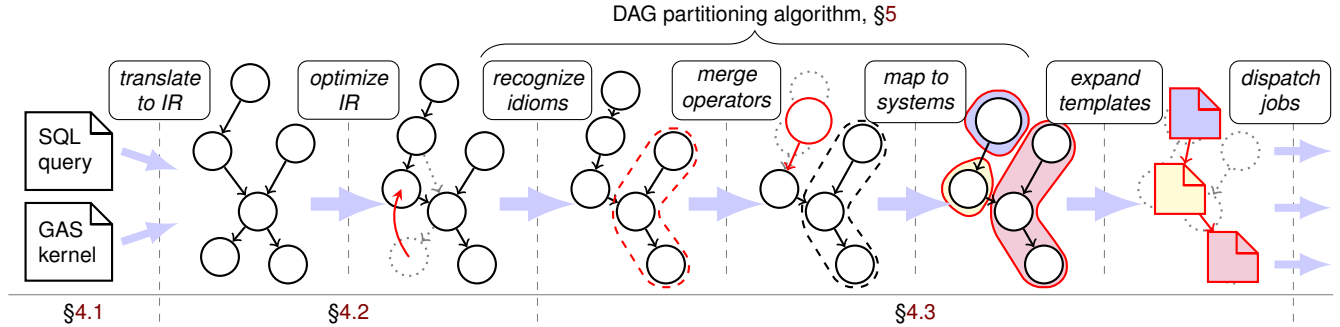 DAG partitioning algorithm, §5
translate
to IR
optimize
IR
recognize
idioms
merge
operators
map to
systems
expand
templates
dispatch
jobs
SQL
query
GAS
kernel
§4.1
§4.2
§4.3